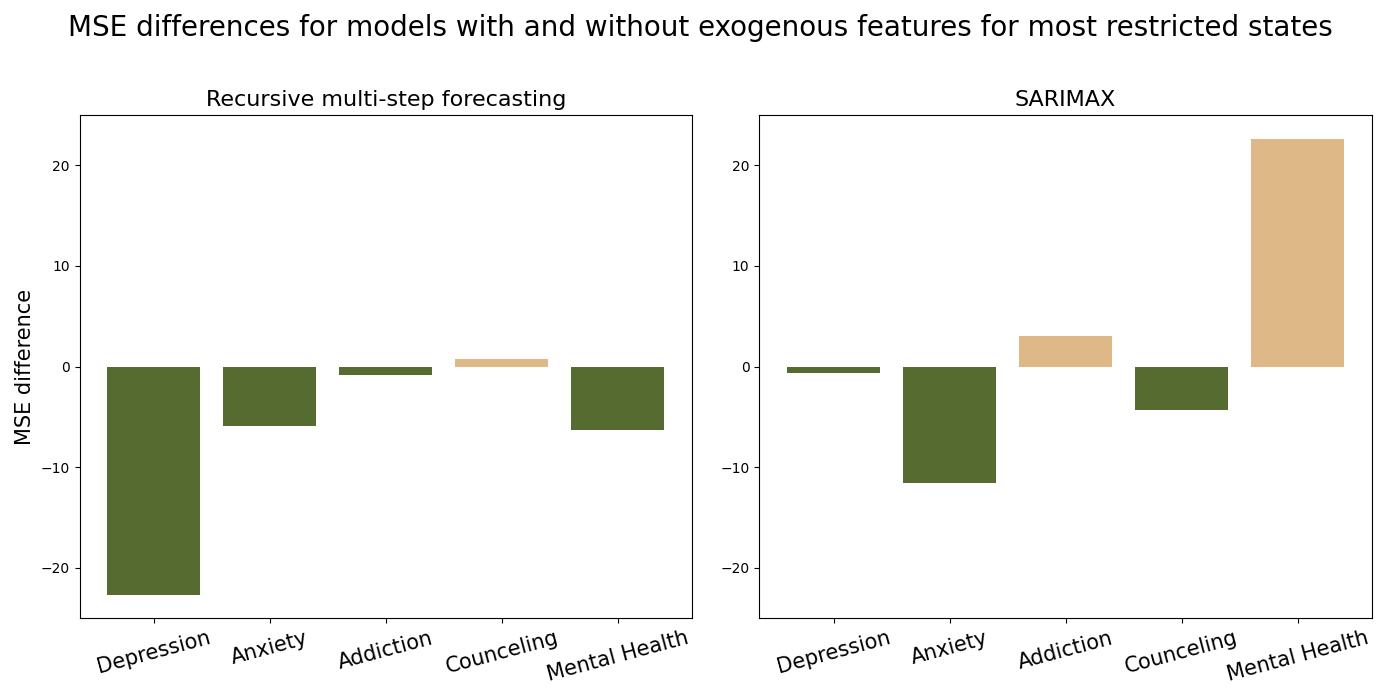 MSE differences for models with and without exogenous features for most restricted states
Recursive multi-step forecasting
MSE difference
20
10
0
−10
−20
Depression
Anxiety
Addiction
Counceling
Mental Health
SARIMAX
20
10
0
−10
−20
Depression
Anxiety
Addiction
Counceling
Mental Health